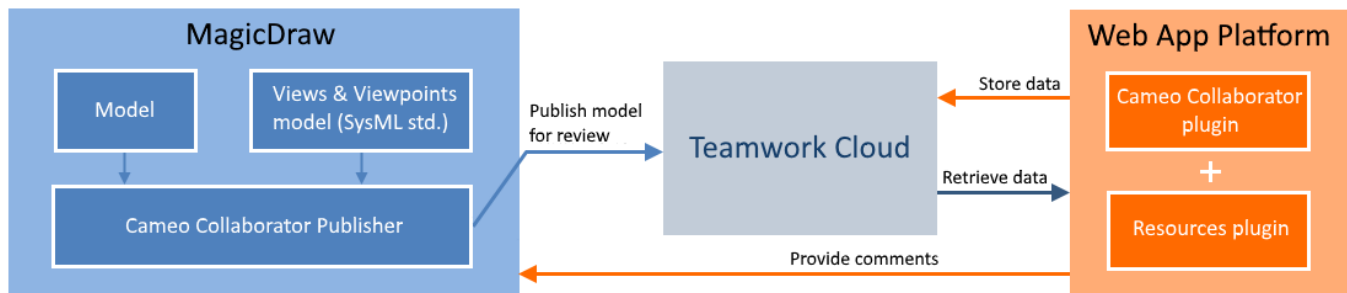 MagicDraw
Model
Views & Viewpoints
model (SysML std.)
Cameo Collaborator Publisher
Publish model
for review
Teamwork Cloud
Store data
Retrieve data
Provide comments
Web App Platform
Cameo Collaborator
plugin
+
Resources plugin